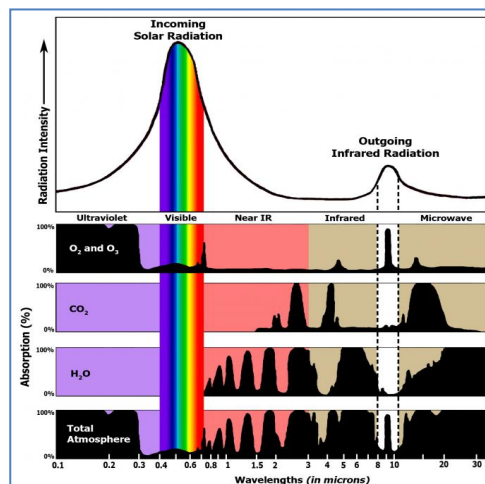 Incoming
Solar Radiation
Radiation Intensity
Outgoing
Infrared Radiation
Ultraviolet Visible Near IR Infrared Microwave
100%
O2 and O3
0%
100%
CO2
0%
Absorption (%)
100%
H2O
0%
100%
Total
Atmosphere
0%
0.1 0.2 0.3 0.4 0.6 0.8 1 1.5 2 3 4 5 6 8 10 20 30
Wavelengths (in microns)